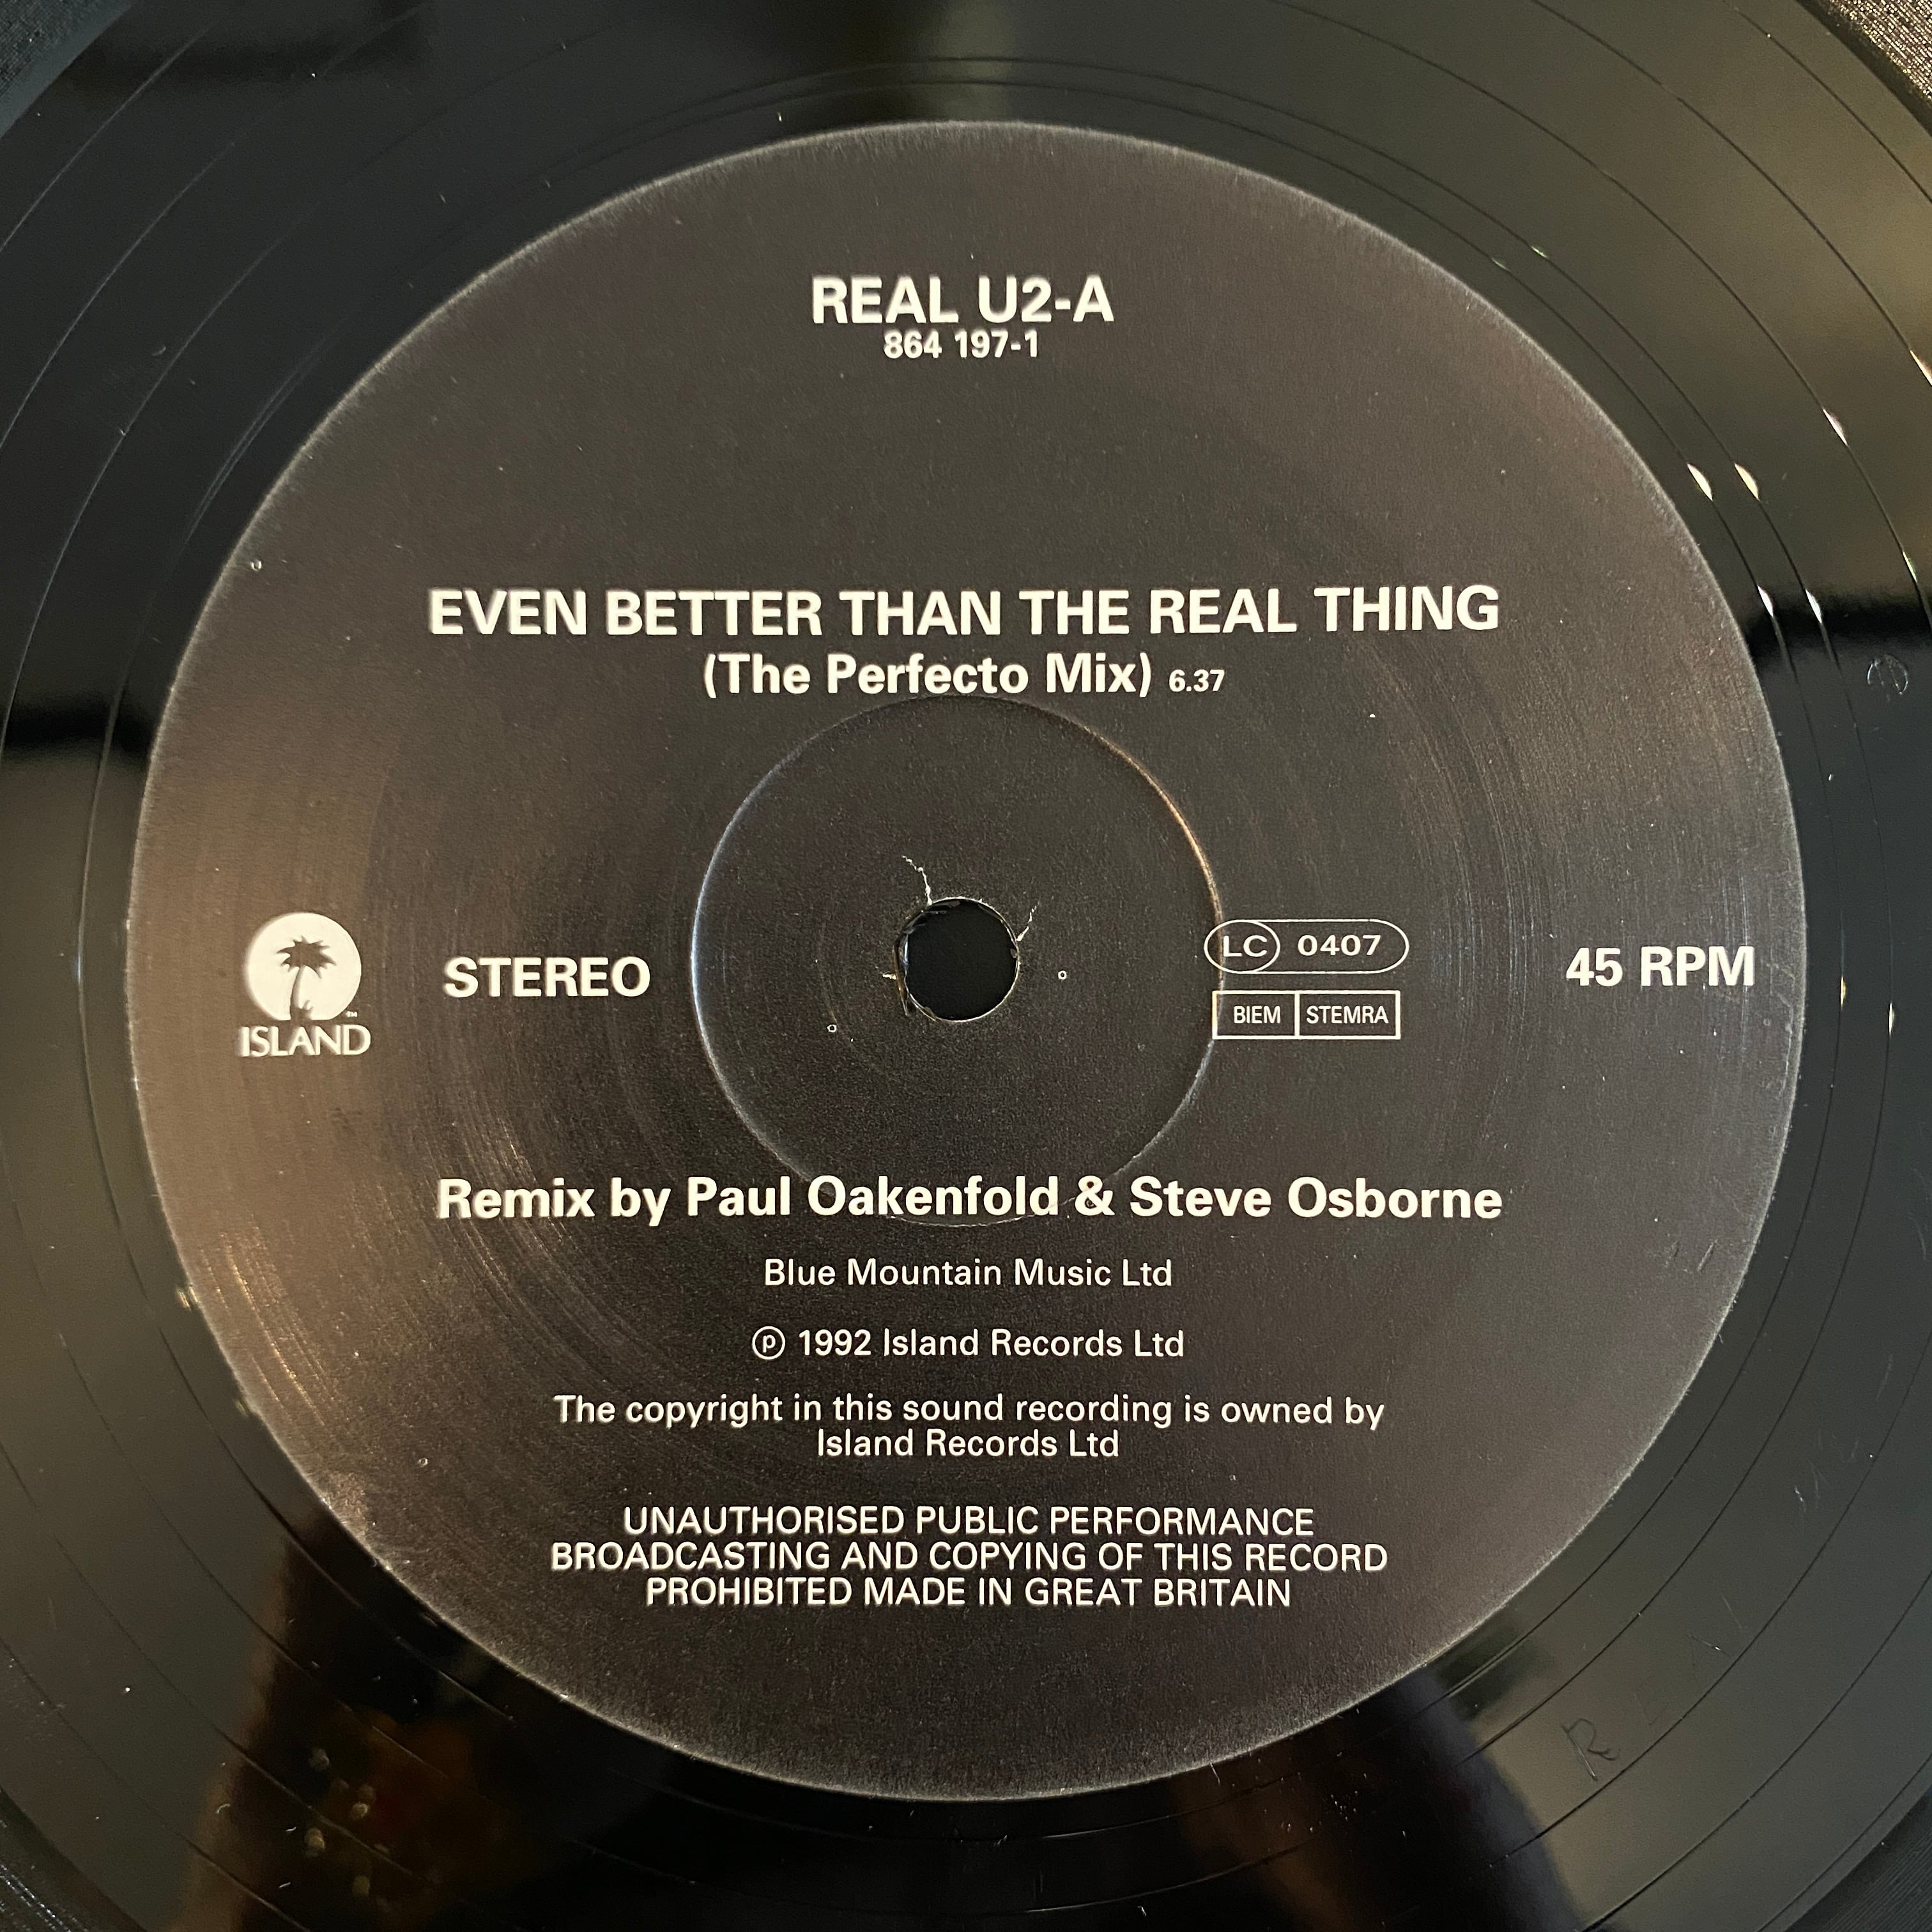 REAL U2-A
864 197-1
EVEN BETTER THAN THE REAL THING
(The Perfecto Mix) 6.37
ISLAND
STEREO
LC 0407
BIEM STEMRA
45 RPM
Remix by Paul Oakenfold & Steve Osborne
Blue Mountain Music Ltd
Ⓟ 1992 Island Records Ltd
The copyright in this sound recording is owned by
Island Records Ltd
UNAUTHORISED PUBLIC PERFORMANCE
BROADCASTING AND COPYING OF THIS RECORD
PROHIBITED MADE IN GREAT BRITAIN